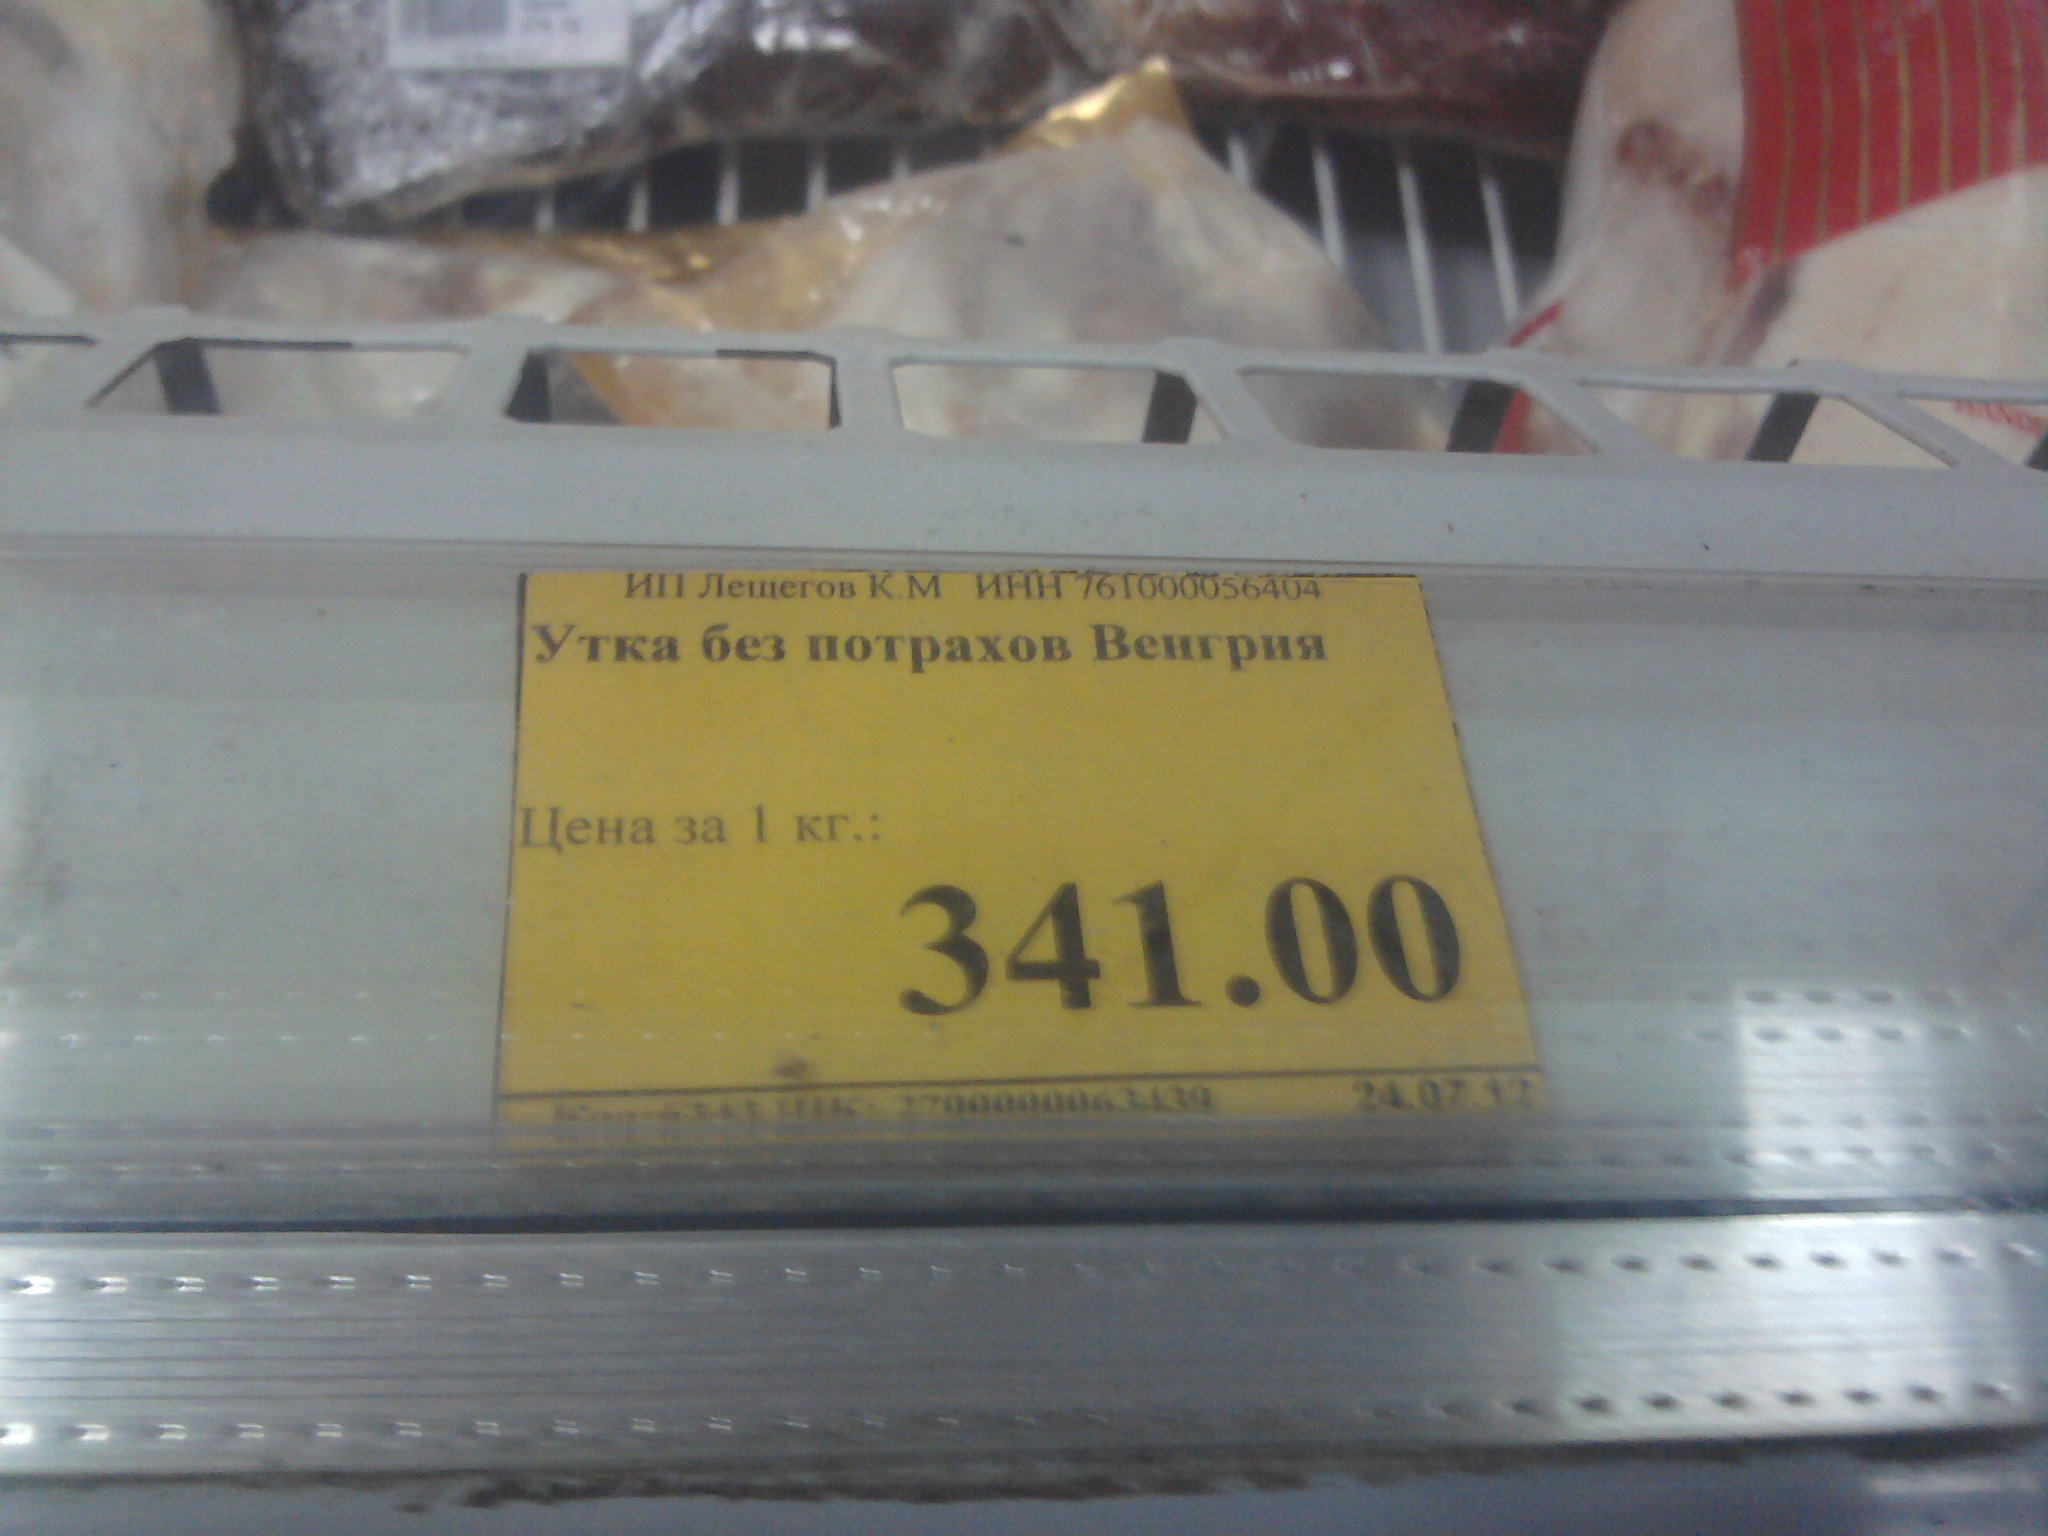 ИП Лещегов К.М ИНН 761000056404
Утка без потрахов Венгрия
Цена за 1 кг.:
341.00
24.07.12